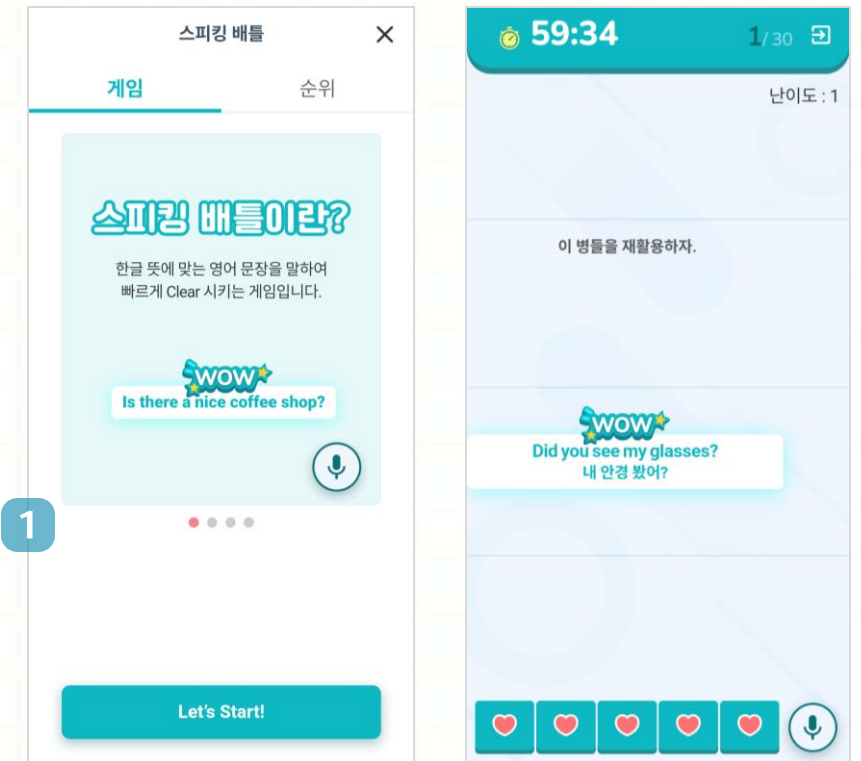 스피킹 배틀
게임
순위
스피킹 배틀이란?
한글 뜻에 맞는 영어 문장을 말하여
빠르게 Clear 시키는 게임입니다.
WOW
Is there a nice coffee shop?
1
Let's Start!
59:34
1/ 30
난이도 : 1
이 병들을 재활용하자.
WOW
Did you see my glasses?
내 안경 봤어?